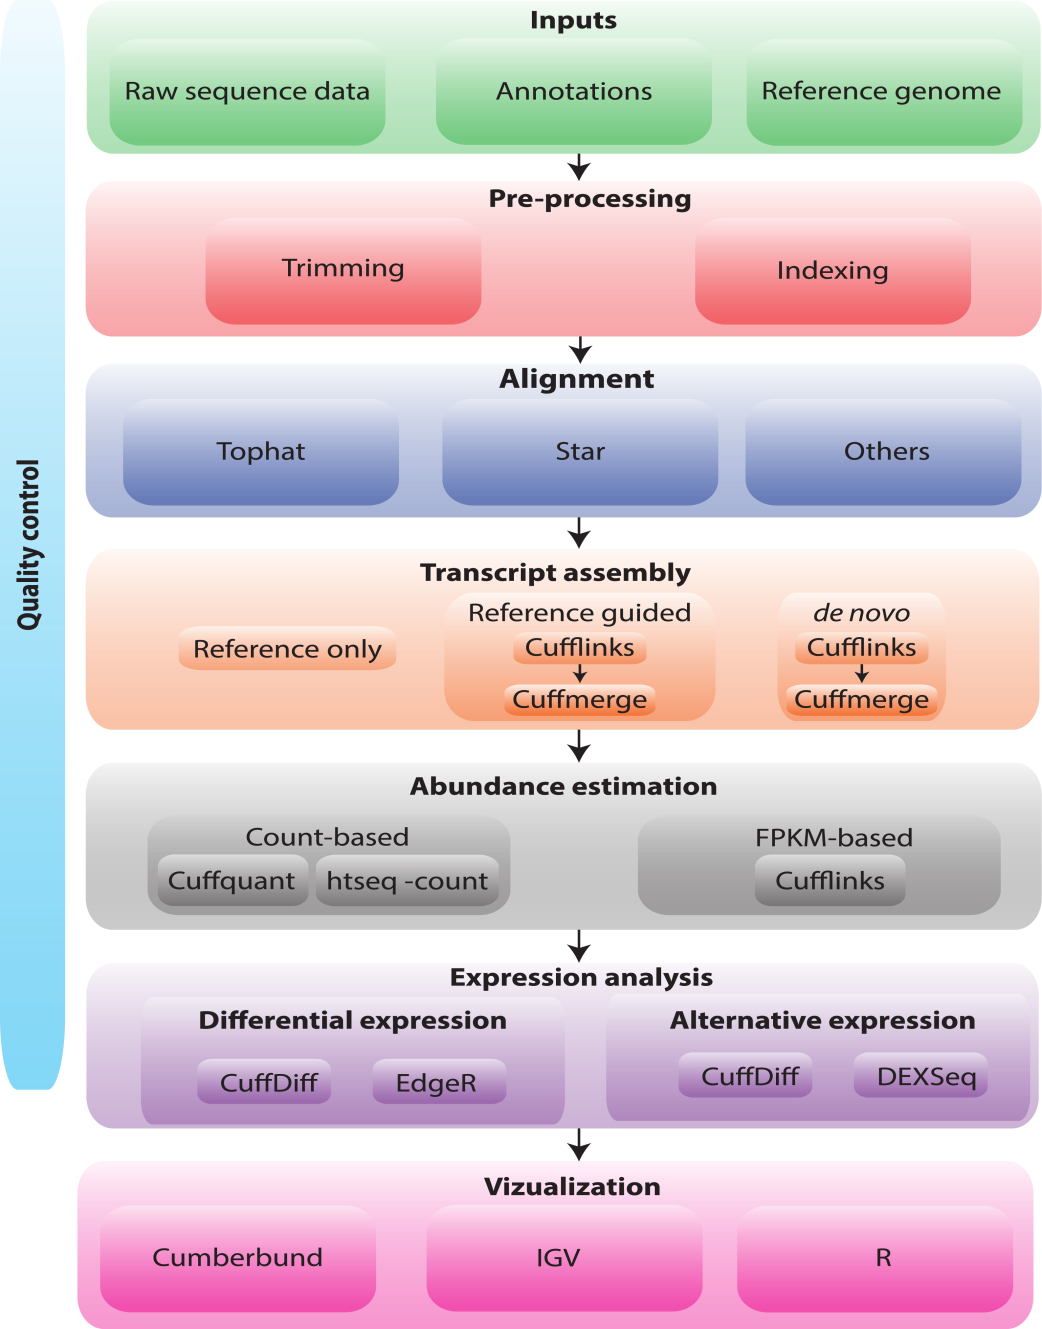 Quality control
Inputs
Raw sequence data
Annotations
Reference genome
Pre-processing
Trimming
Indexing
Alignment
Tophat
Star
Others
Transcript assembly
Reference only
Reference guided
Cufflinks
Cuffmerge
de novo
Cufflinks
Cuffmerge
Abundance estimation
Count-based
Cuffquant
htseq -count
FPKM-based
Cufflinks
Expression analysis
Differential expression
CuffDiff
EdgeR
Alternative expression
CuffDiff
DEXSeq
Vizualization
Cumberbund
IGV
R